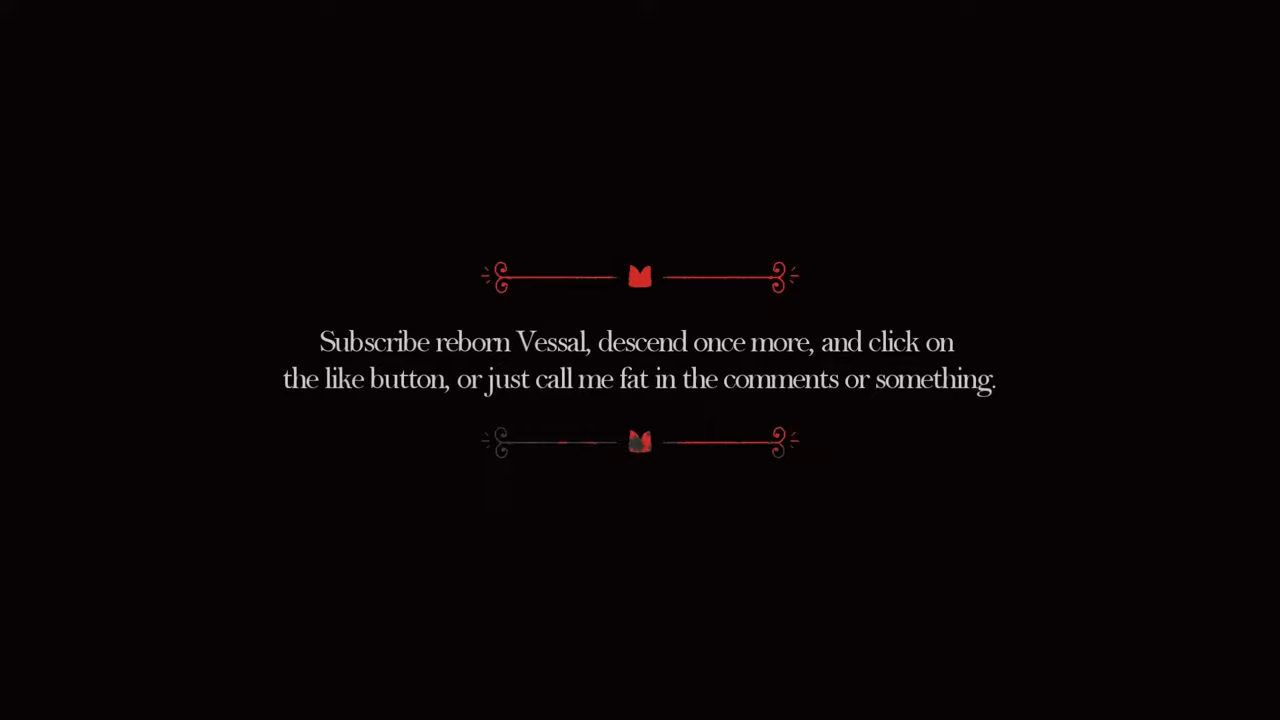 Subscribe reborn Vessal, descend once more, and click on
the like button, or just call me fat in the comments or something.